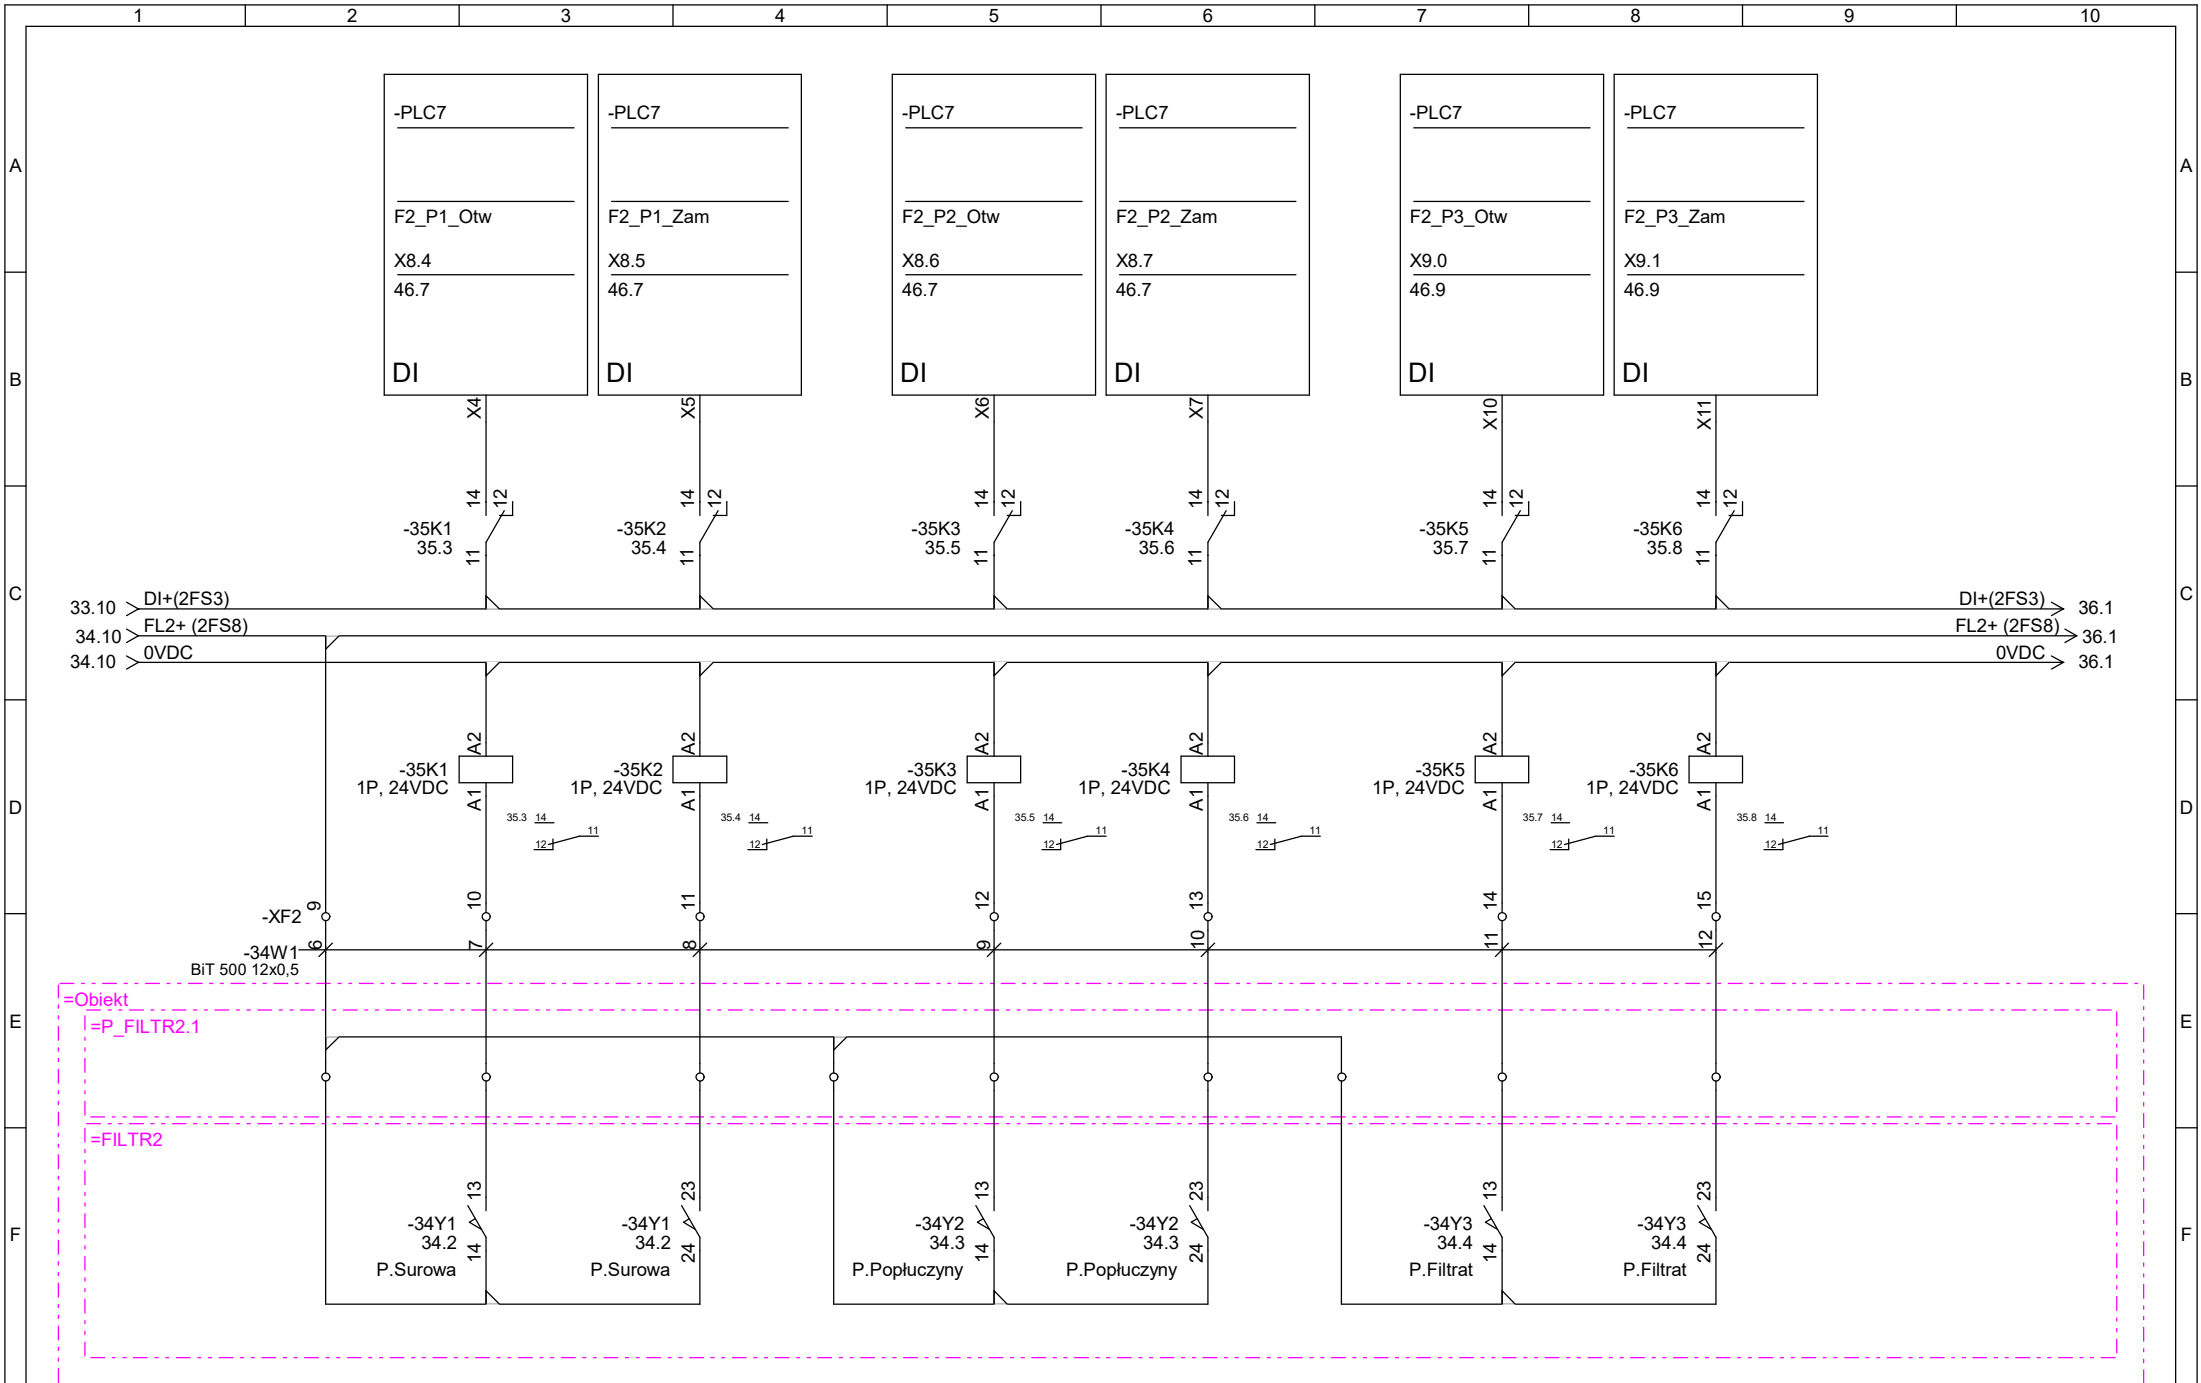 1 2 3 4 5 6 7 8 9 10
A A
B B
C C
D D
E E
F F
-PLC7 -PLC7 -PLC7 -PLC7 -PLC7 -PLC7
F2_P1_Otw F2_P1_Zam F2_P2_Otw F2_P2_Zam F2_P3_Otw F2_P3_Zam
X8.4 X8.5 X8.6 X8.7 X9.0 X9.1
46.7 46.7 46.7 46.7 46.9 46.9
DI DI DI DI DI DI
X4 X5 X6 X7 X10 X11
14 12 14 12 14 12 14 12 14 12 14 12
-35K1 -35K2 -35K3 -35K4 -35K5 -35K6
35.3 35.4 35.5 35.6 35.7 35.8
11 11 11 11 11 11
33.10 DI+(2FS3) DI+(2FS3) 36.1
34.10 FL2+ (2FS8) FL2+ (2FS8) 36.1
34.10 0VDC 0VDC 36.1
A2 A2 A2 A2 A2 A2
-35K1 -35K2 -35K3 -35K4 -35K5 -35K6
1P, 24VDC 1P, 24VDC 1P, 24VDC 1P, 24VDC 1P, 24VDC 1P, 24VDC
A1 A1 A1 A1 A1 A1
35.3 14 35.4 14 35.5 14 35.6 14 35.7 14 35.8 14
11 11 11 11 11 11
12 12 12 12 12 12
-XF2 9 10 11 12 13 14 15
-34W1 6 7 8 9 10 11 12
BiT 500 12x0,5
=Obiekt
=P_FILTR2.1
=FILTR2
13 23 13 23 13 23
-34Y1 -34Y1 -34Y2 -34Y2 -34Y3 -34Y3
34.2 34.2 34.3 34.3 34.4 34.4
14 24 14 24 14 24
P.Surowa P.Surowa P.Popłuczyny P.Popłuczyny P.Filtrat P.Filtrat